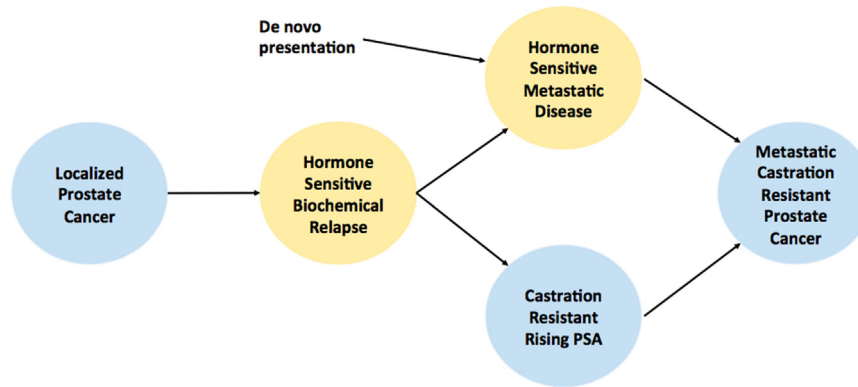 De novo
presentation
Hormone
Sensitive
Metastatic
Disease
Localized
Prostate
Cancer
Hormone
Sensitive
Biochemical
Relapse
Metastatic
Castration
Resistant
Prostate
Cancer
Castration
Resistant
Rising PSA